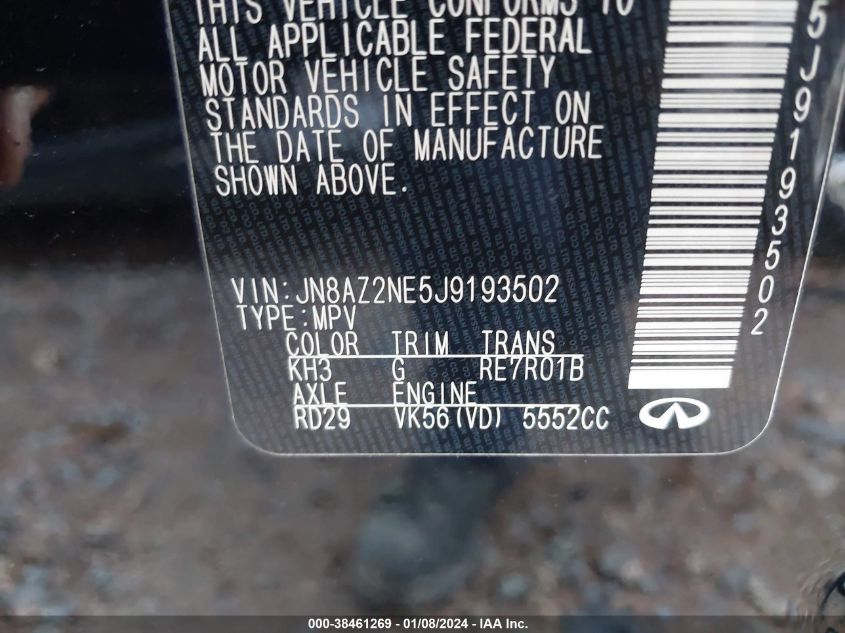 THIS VEHICLE CONFORMS TO
ALL APPLICABLE FEDERAL
MOTOR VEHICLE SAFETY
STANDARDS IN EFFECT ON
THE DATE OF MANUFACTURE
SHOWN ABOVE.
VIN:JN8AZ2NE5J9193502
TYPE:MPV
COLOR TRIM TRANS
KH3 G RE7R01B
AXLE ENGINE
RD29 VK56(VD) 5552CC
5J9193502
000-38461269 - 01/08/2024 - IAA Inc.